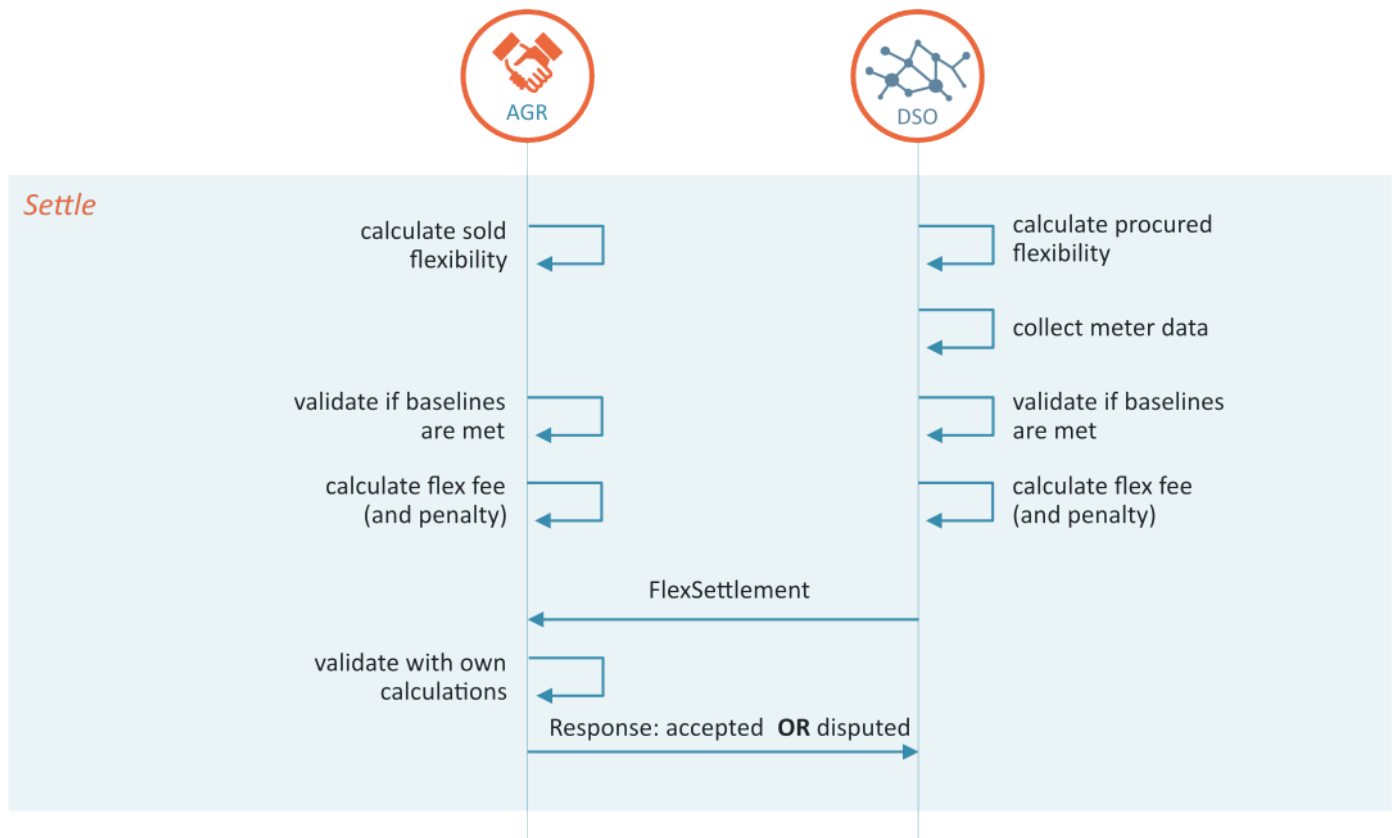 AGR
DSO
Settle
calculate sold
flexibility
calculate procured
flexibility
collect meter data
validate if baselines
are met
validate if baselines
are met
calculate flex fee
(and penalty)
calculate flex fee
(and penalty)
FlexSettlement
validate with own
calculations
Response: accepted OR disputed